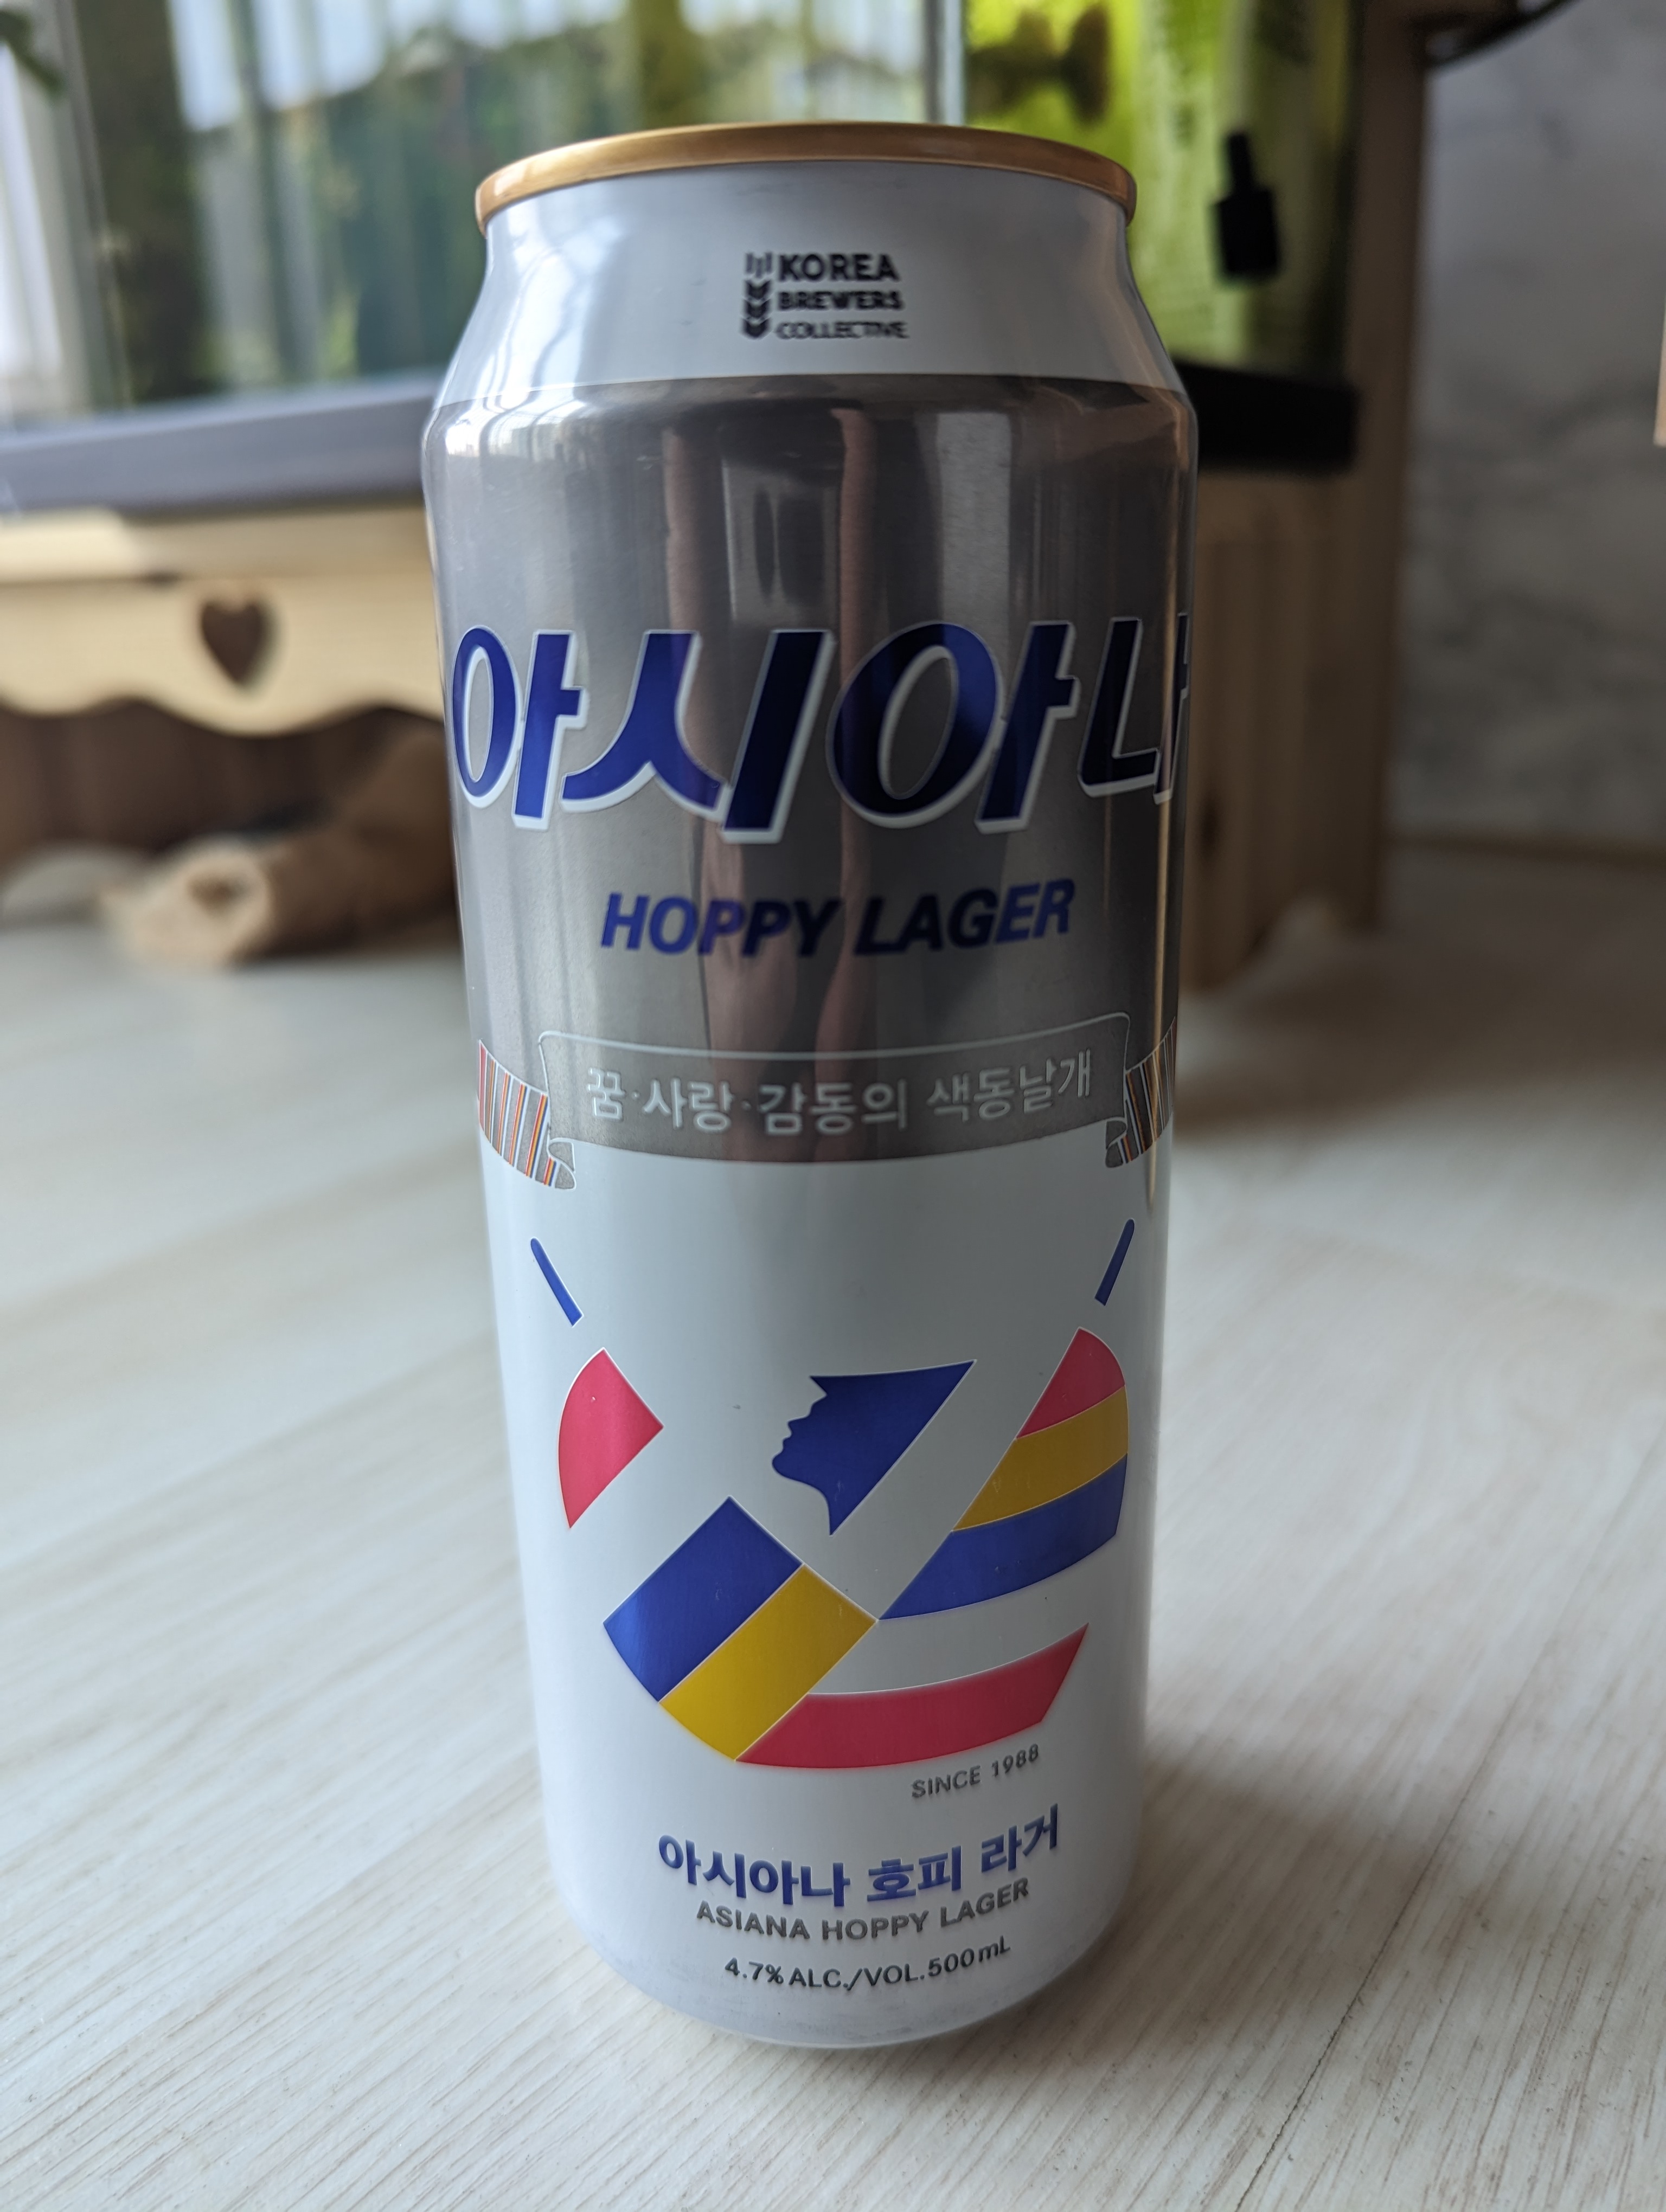 KOREA
BREWERS
COLLECTIVE
아시아나
HOPPY LAGER
꿈·사랑·감동의 색동날개
SINCE 1988
아시아나 호피 라거
ASIANA HOPPY LAGER
4.7% ALC./VOL. 500mL